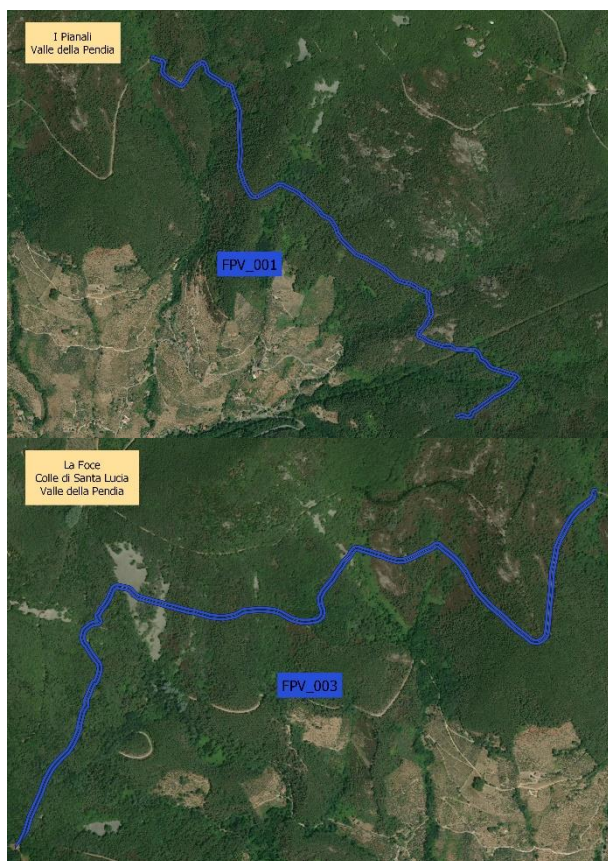 I Pianali
Valle della Pendia
FPV_001
La Foce
Colle di Santa Lucia
Valle della Pendia
FPV_003